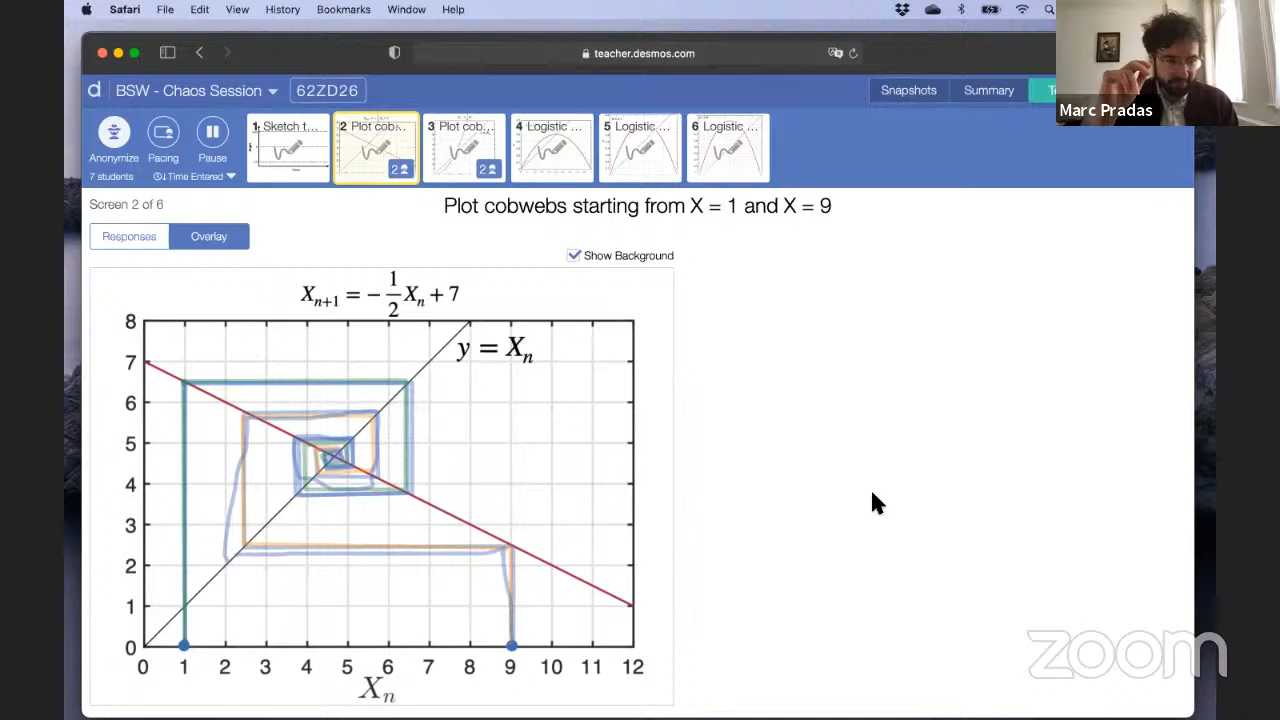 Safari File Edit View History Bookmarks Window Help
teacher.desmos.com
d BSW - Chaos Session 62ZD26 Snapshots Summary
Marc Pradas
1 Sketch t... 2 Plot cob... 3 Plot cob... 4 Logistic ... 5 Logistic ... 6 Logistic ...
Anonymize Pacing Pause
2 2
7 students Time Entered
Screen 2 of 6
Plot cobwebs starting from X = 1 and X = 9
Responses Overlay
Show Background
Xₙ₊₁ = − 1/2 Xₙ + 7
y = Xₙ
8
7
6
5
4
3
2
1
0
0 1 2 3 4 5 6 7 8 9 10 11 12
Xₙ
zoom